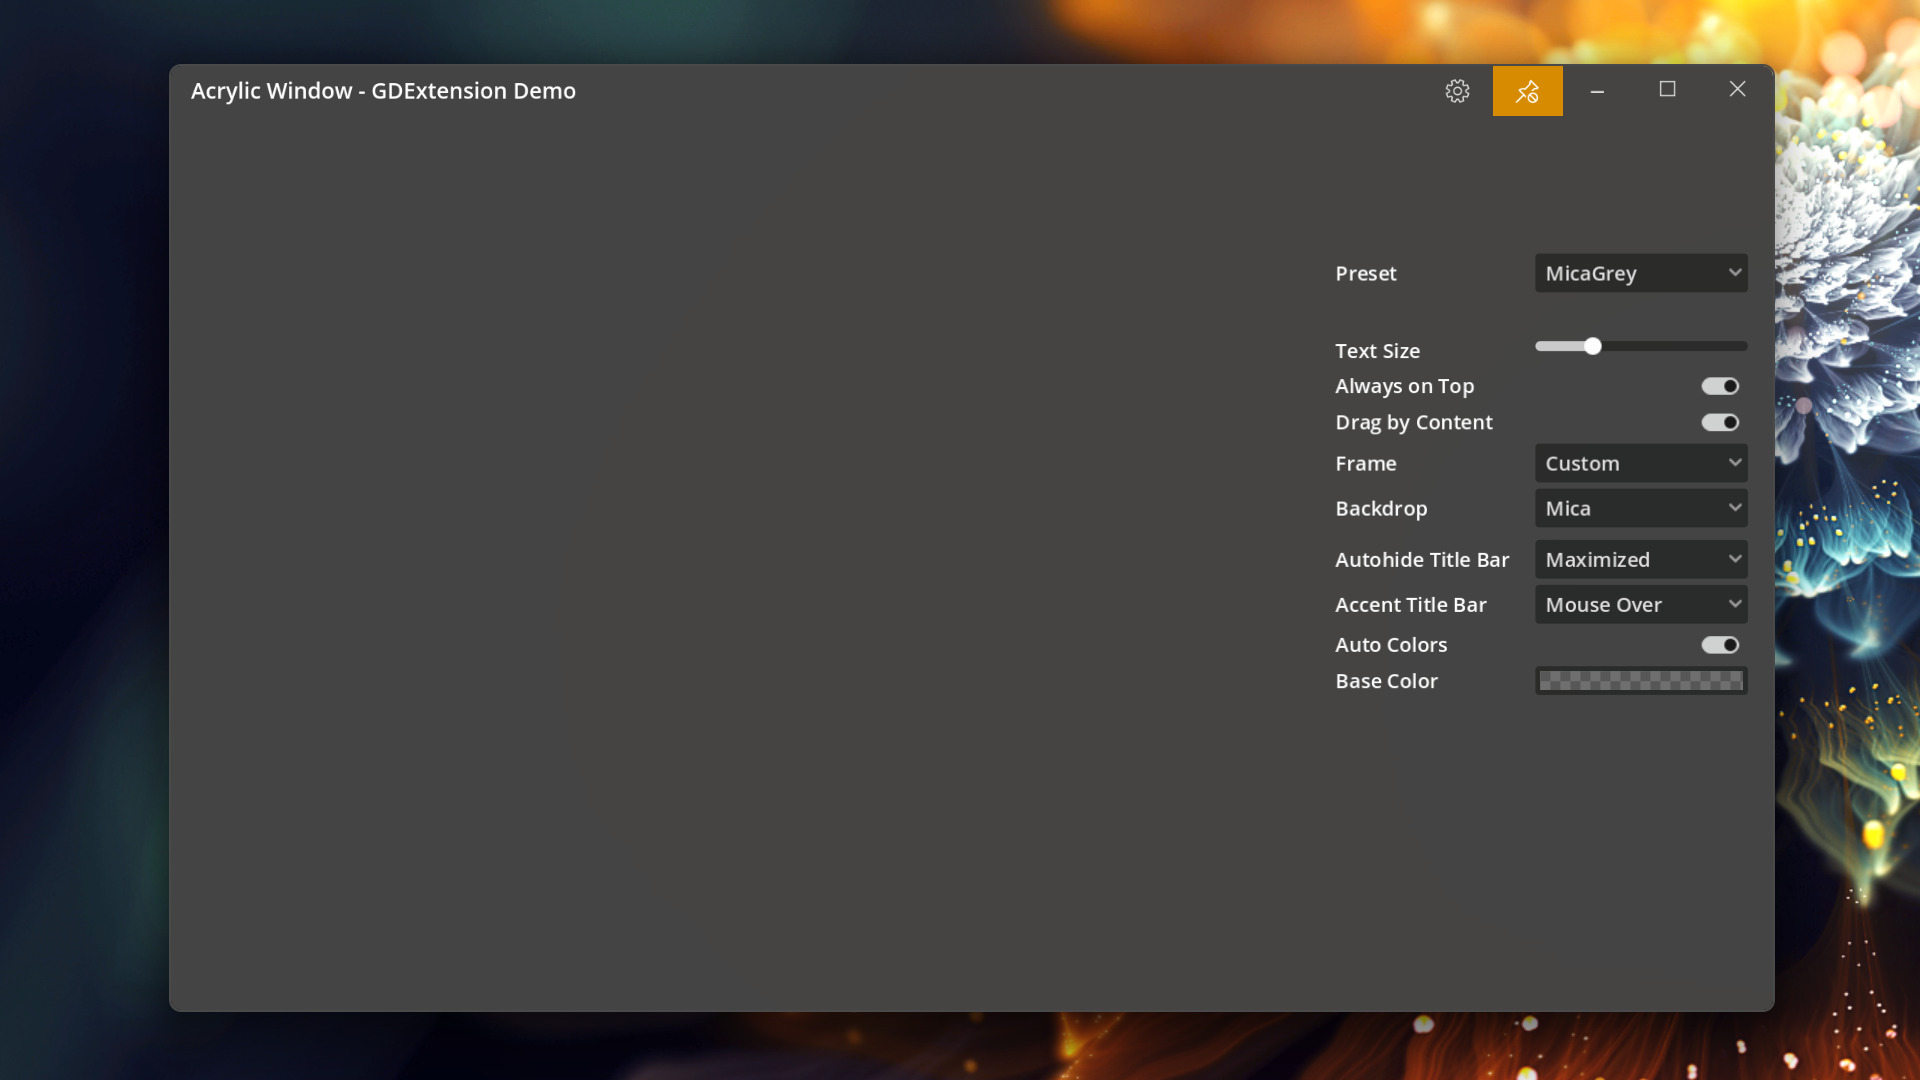 Acrylic Window - GDExtension Demo
Preset MicaGrey
Text Size
Always on Top
Drag by Content
Frame Custom
Backdrop Mica
Autohide Title Bar Maximized
Accent Title Bar Mouse Over
Auto Colors
Base Color